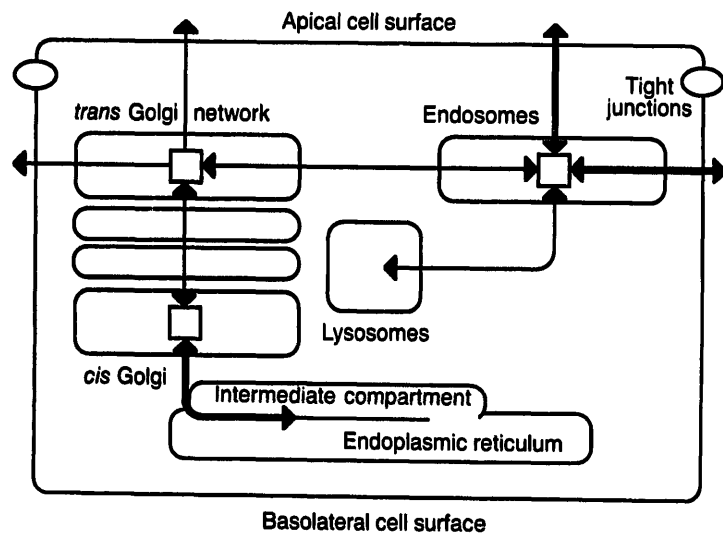 Apical cell surface
trans Golgi network
Endosomes
Tight
junctions
Lysosomes
cis Golgi
Intermediate compartment
Endoplasmic reticulum
Basolateral cell surface